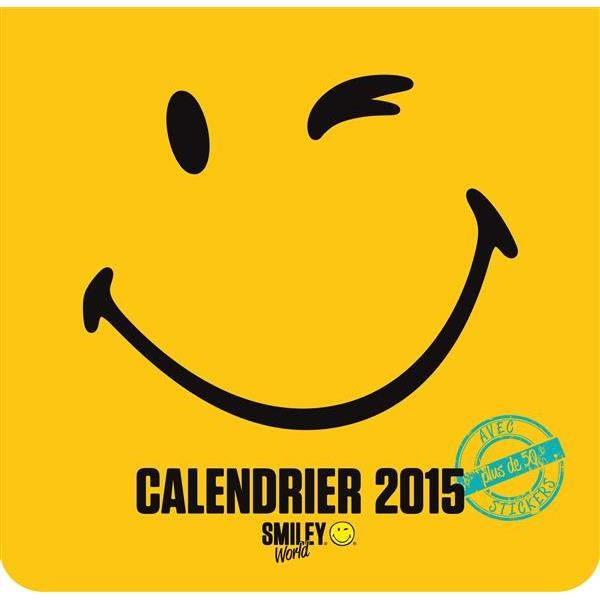 CALENDRIER 2015
AVEC
plus de 50
STICKERS
SMILEY
World